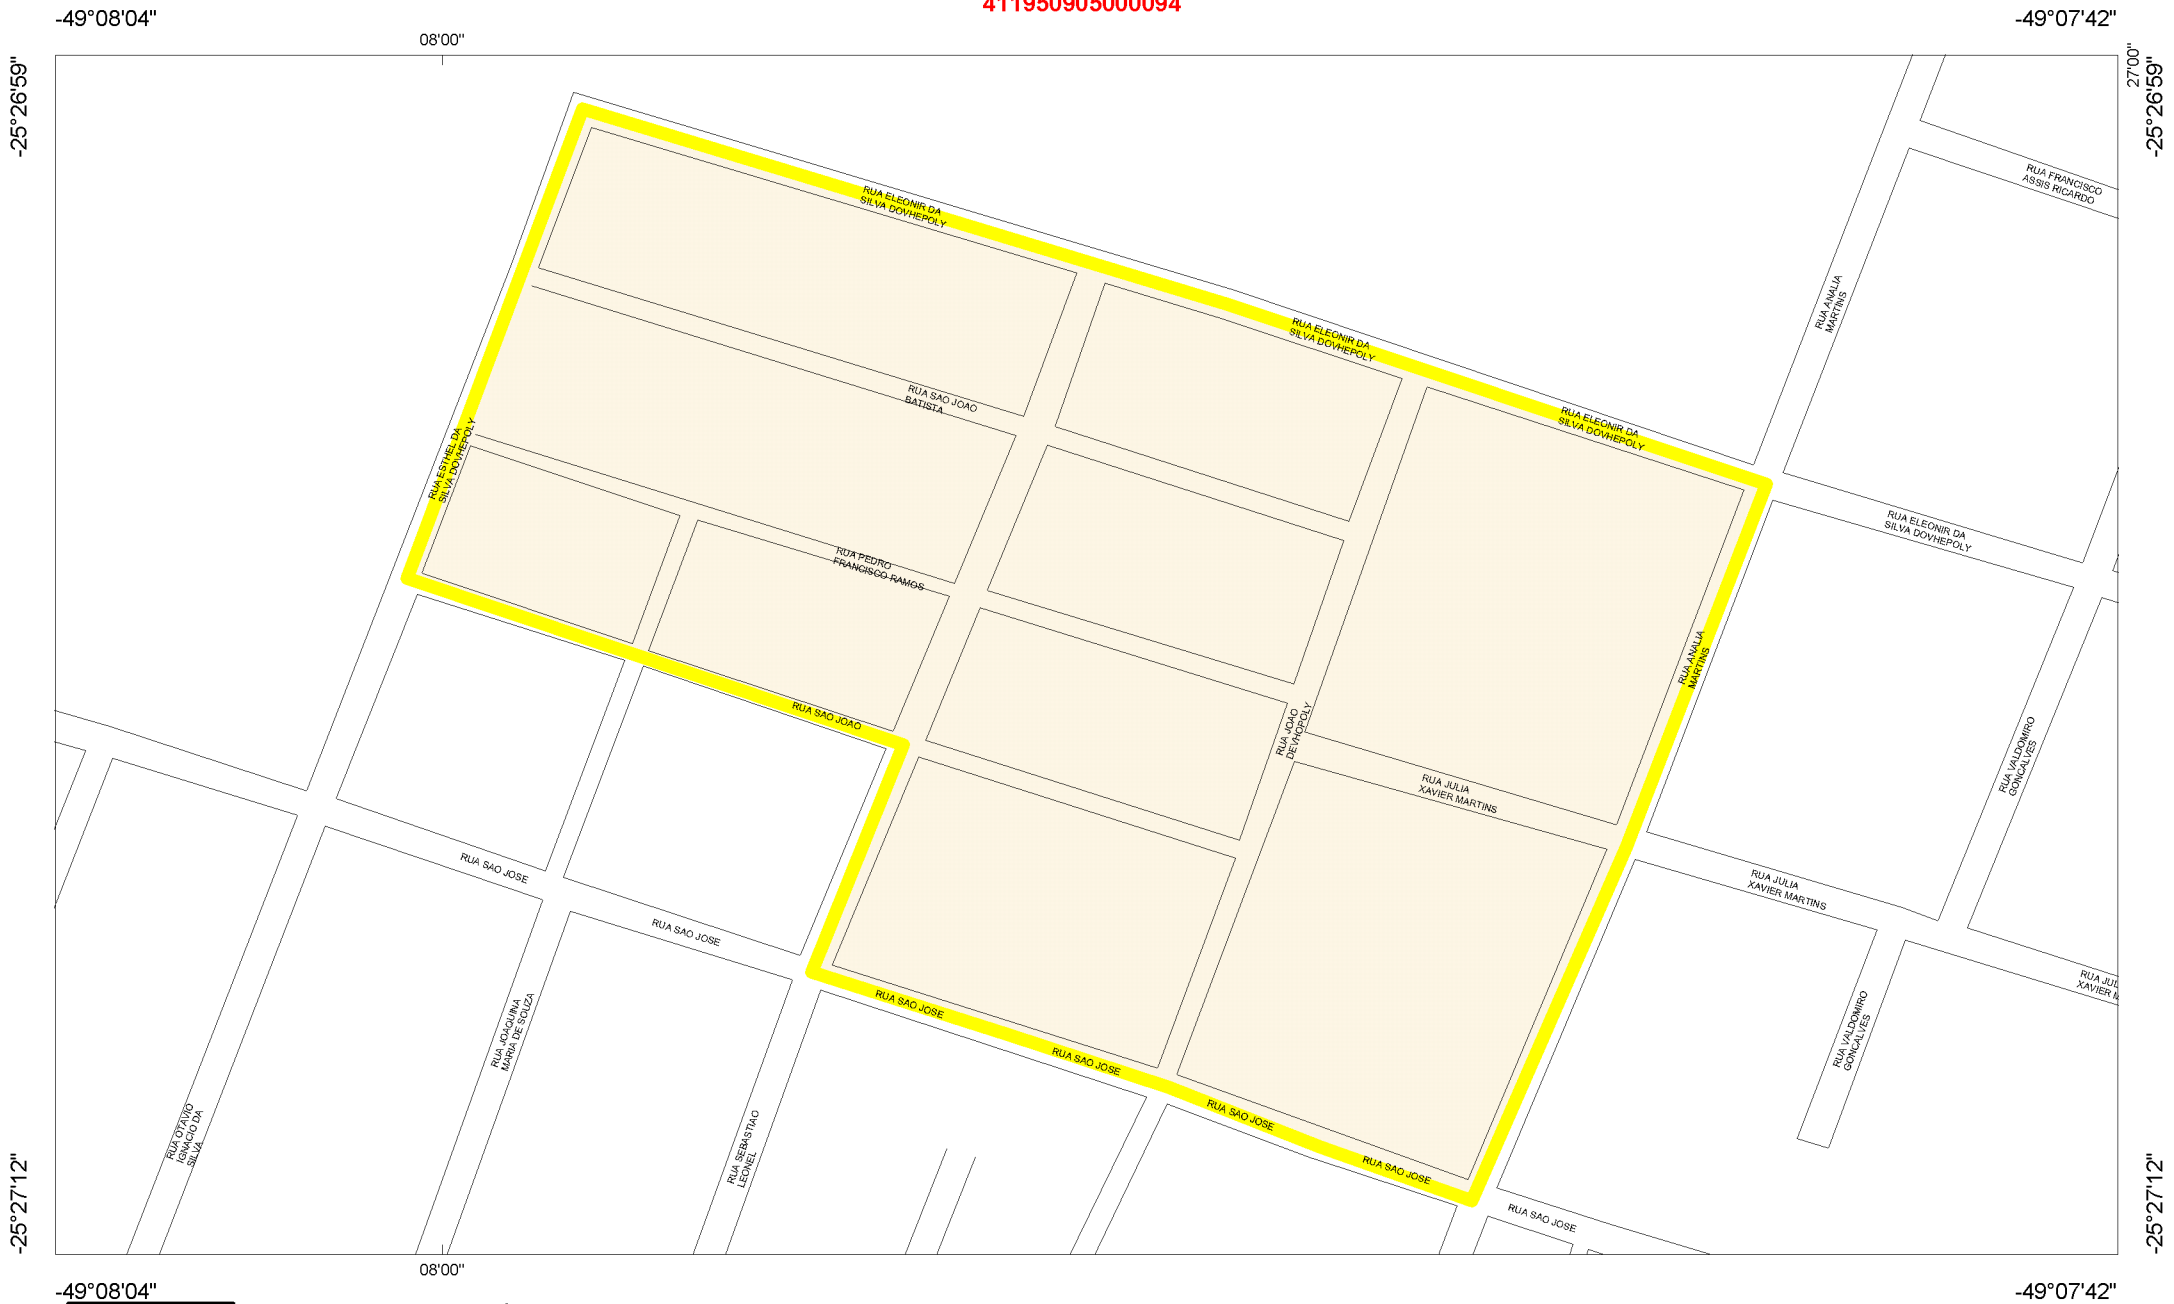 411950905000094
-49°08'04"
-49°07'42"
08'00"
27'00"
-25°26'59"
-25°26'59"
RUA FRANCISCO
ASSIS RICARDO
RUA ELEONIR DA
SILVA DOVHEPOLY
RUA ANALIA
MARTINS
RUA ELEONIR DA
SILVA DOVHEPOLY
RUA SAO JOAO
BATISTA
RUA ELEONIR DA
SILVA DOVHEPOLY
RUA ESTHEL DA
SILVA DOVHEPOLY
RUA ELEONIR DA
SILVA DOVHEPOLY
RUA PEDRO
FRANCISCO RAMOS
RUA ANALIA
MARTINS
RUA SAO JOAO
RUA JOAO
DEVHOPOLY
RUA VALDOMIRO
GONCALVES
RUA JULIA
XAVIER MARTINS
RUA SAO JOSE
RUA JULIA
XAVIER MARTINS
RUA SAO JOSE
RUA JUL
XAVIER M
RUA SAO JOSE
RUA JOAQUINA
MARIA DE SOUZA
RUA VALDOMIRO
GONCALVES
RUA SAO JOSE
RUA SAO JOSE
RUA OTAVIO
IGNACIO DA
SILVA
RUA SEBASTIAO
LEONEL
RUA SAO JOSE
RUA SAO JOSE
-25°27'12"
-25°27'12"
08'00"
-49°08'04"
-49°07'42"